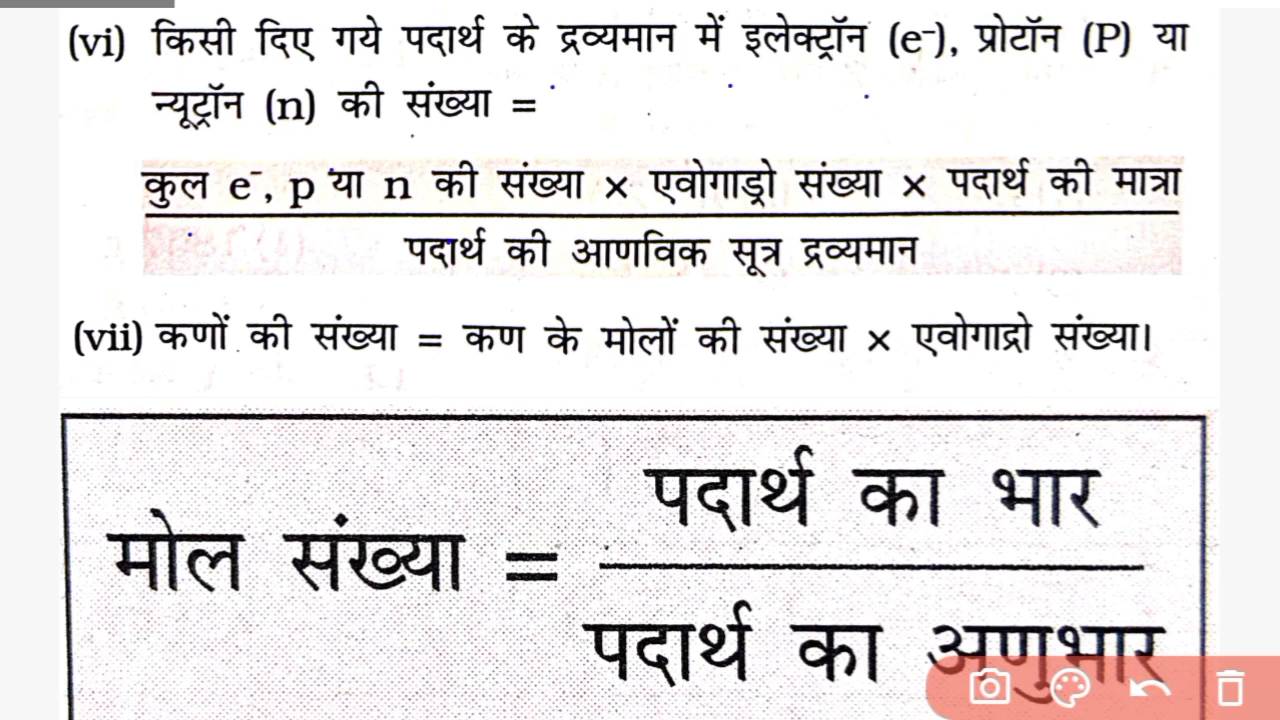 (vi) किसी दिए गये पदार्थ के द्रव्यमान में इलेक्ट्रॉन (e⁻), प्रोटॉन (P) या
न्यूट्रॉन (n) की संख्या =
कुल e⁻, p या n की संख्या × एवोगाड्रो संख्या × पदार्थ की मात्रा
पदार्थ की आणविक सूत्र द्रव्यमान
(vii) कणों की संख्या = कण के मोलों की संख्या × एवोगाद्रो संख्या।
पदार्थ का भार
मोल संख्या =
पदार्थ का अणुभार